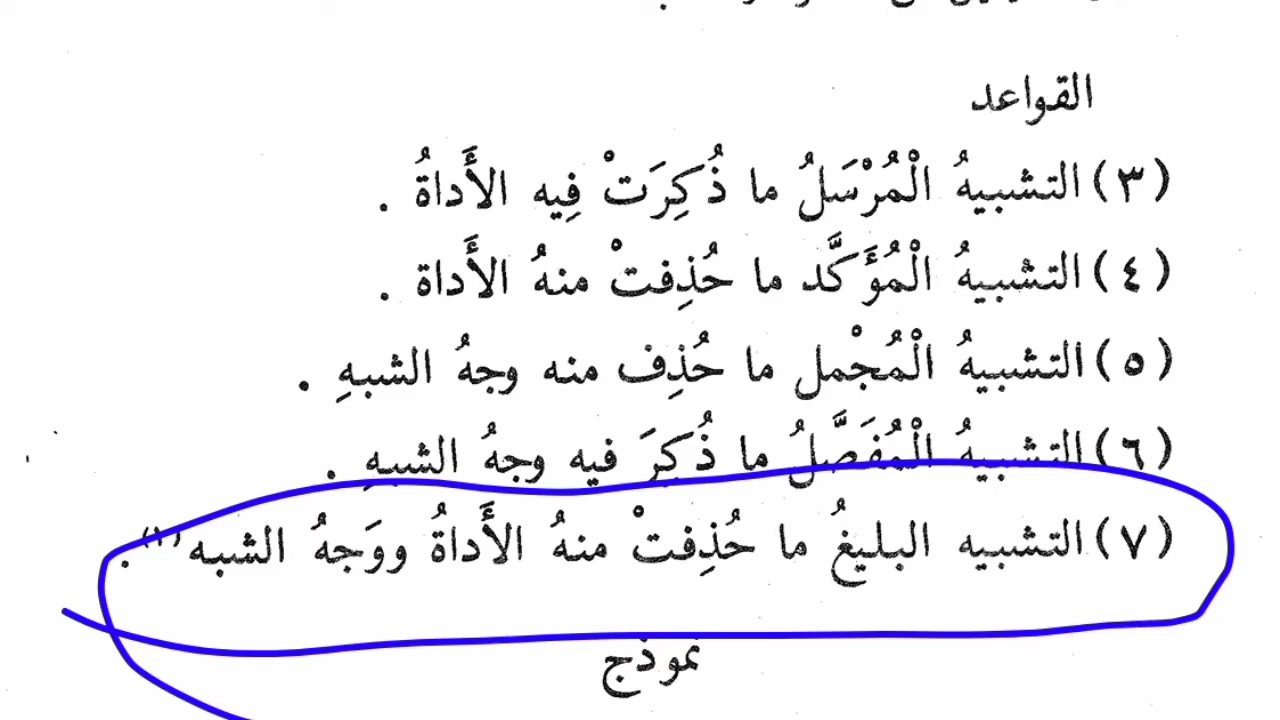 القواعد
(٣) التشبيهُ الْمُرْسَلُ ما ذُكِرَتْ فِيه الأَداةُ .
(٤) التشبيهُ الْمُؤَكَّد ما حُذِفتْ منهُ الأَداة .
(٥) التشبيهُ الْمُجْمل ما حُذِف منه وجهُ الشبهِ .
(٦) التشبيهُ الْمُفَصَّلُ ما ذُكِرَ فيه وجهُ الشبهِ .
(٧) التشبيه البليغُ ما حُذِفتْ منهُ الأَداةُ ووَجهُ الشبه .
نموذج